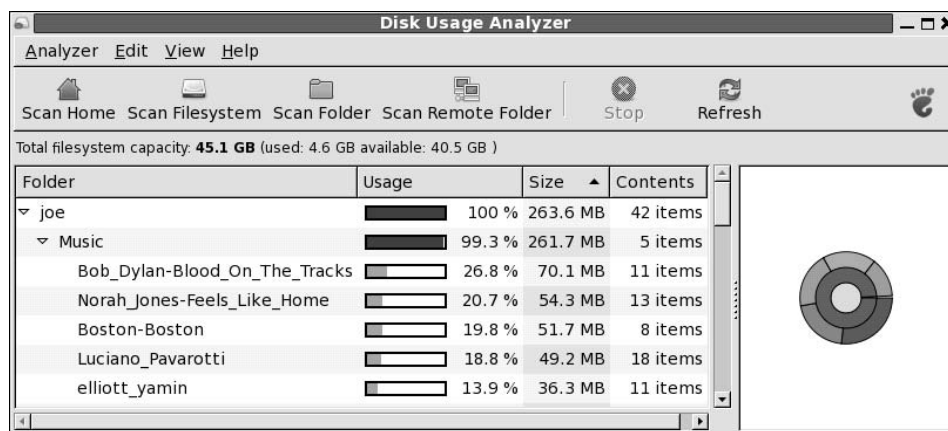 Disk Usage Analyzer
Analyzer Edit View Help
Scan Home Scan Filesystem Scan Folder Scan Remote Folder Stop Refresh
Total filesystem capacity: 45.1 GB (used: 4.6 GB available: 40.5 GB )
Folder Usage Size Contents
joe 100 % 263.6 MB 42 items
Music 99.3 % 261.7 MB 5 items
Bob_Dylan-Blood_On_The_Tracks 26.8 % 70.1 MB 11 items
Norah_Jones-Feels_Like_Home 20.7 % 54.3 MB 13 items
Boston-Boston 19.8 % 51.7 MB 8 items
Luciano_Pavarotti 18.8 % 49.2 MB 18 items
elliott_yamin 13.9 % 36.3 MB 11 items